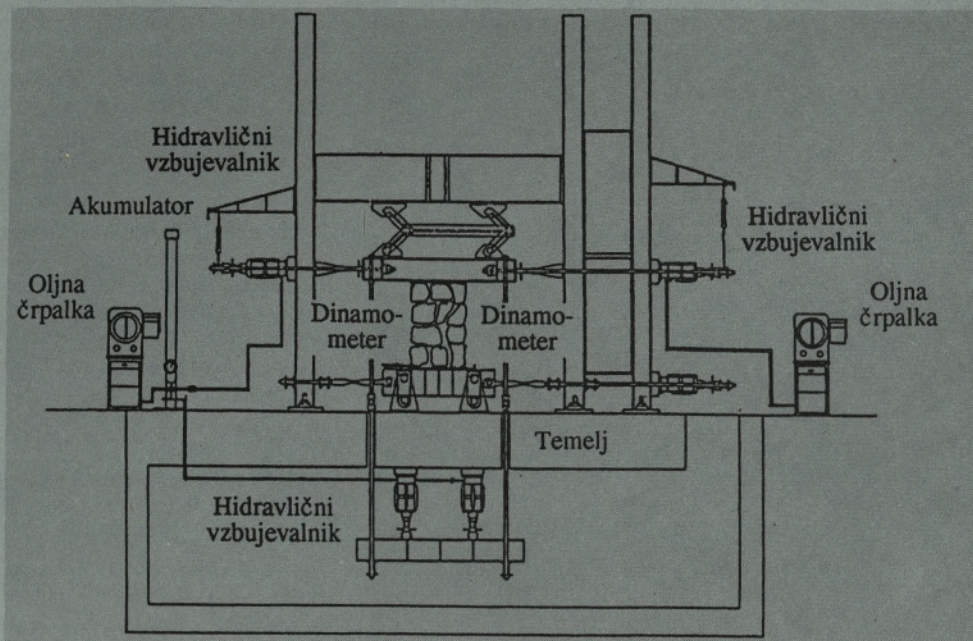 Hidravlični
vzbujevalnik
Akumulator
Oljna
črpalka
Hidravlični
vzbujevalnik
Oljna
črpalka
Dinamo-
meter
Dinamo-
meter
Temelj
Hidravlični
vzbujevalnik